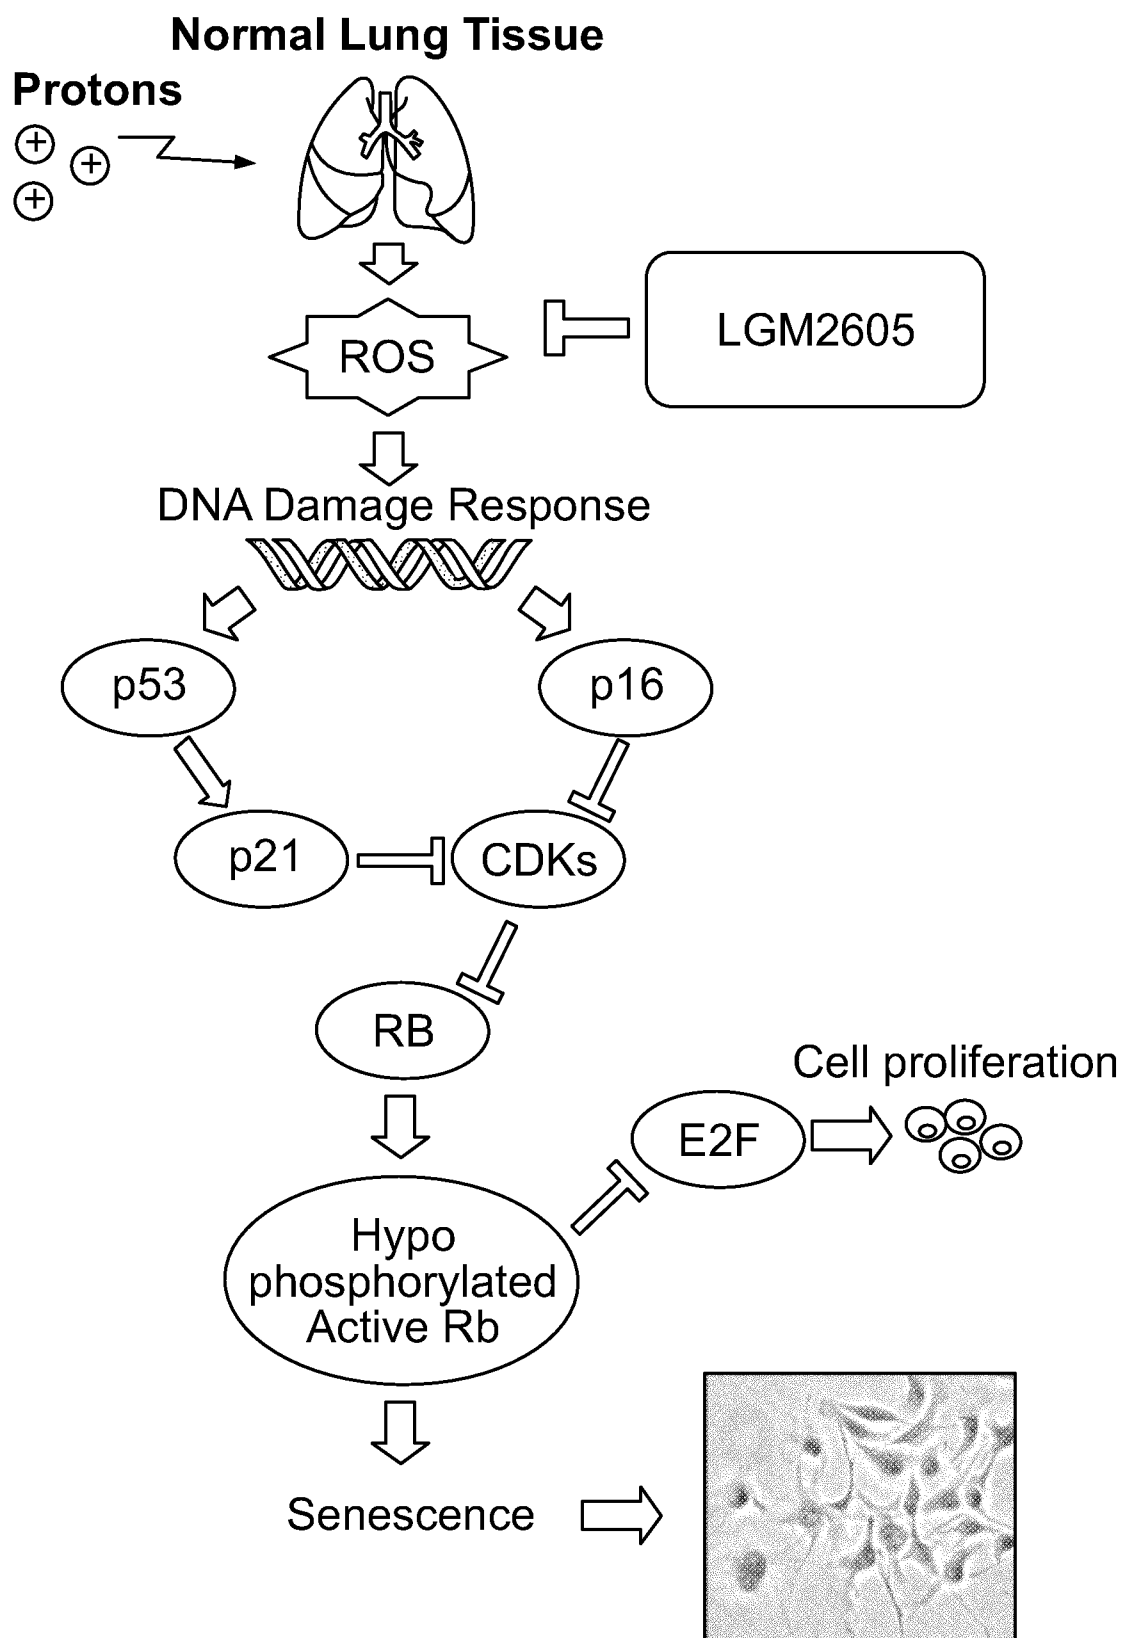 Normal Lung Tissue
Protons
+
+
+
ROS
LGM2605
DNA Damage Response
p53
p16
p21
CDKs
RB
Cell proliferation
E2F
Hypo
phosphorylated
Active Rb
Senescence